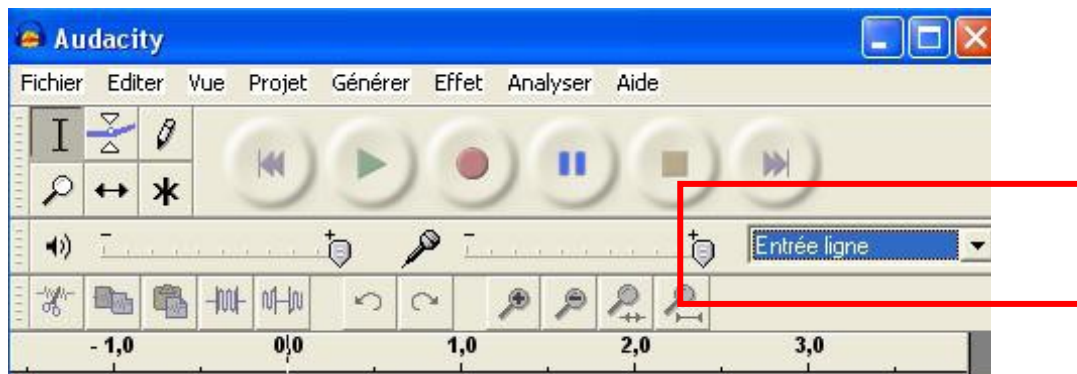 Audacity
Fichier Editer Vue Projet Générer Effet Analyser Aide
Entrée ligne
- 1,0 0,0 1,0 2,0 3,0